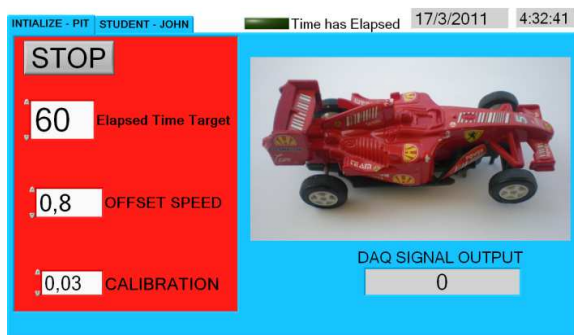 INTIALIZE - PIT STUDENT - JOHN
Time has Elapsed 17/3/2011 4:32:41
STOP
60 Elapsed Time Target
0,8 OFFSET SPEED
0,03 CALIBRATION
DAQ SIGNAL OUTPUT
0